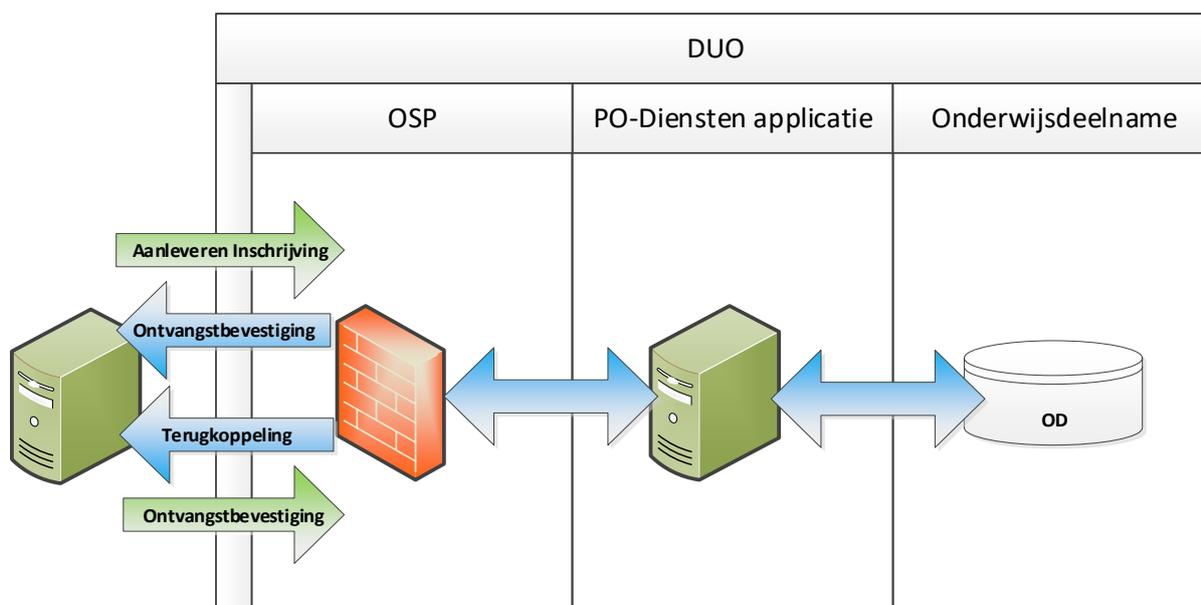 DUO
OSP
PO-Diensten applicatie
Onderwijsdeelname
Aanleveren Inschrijving
Ontvangstbevestiging
Terugkoppeling
OD
Ontvangstbevestiging